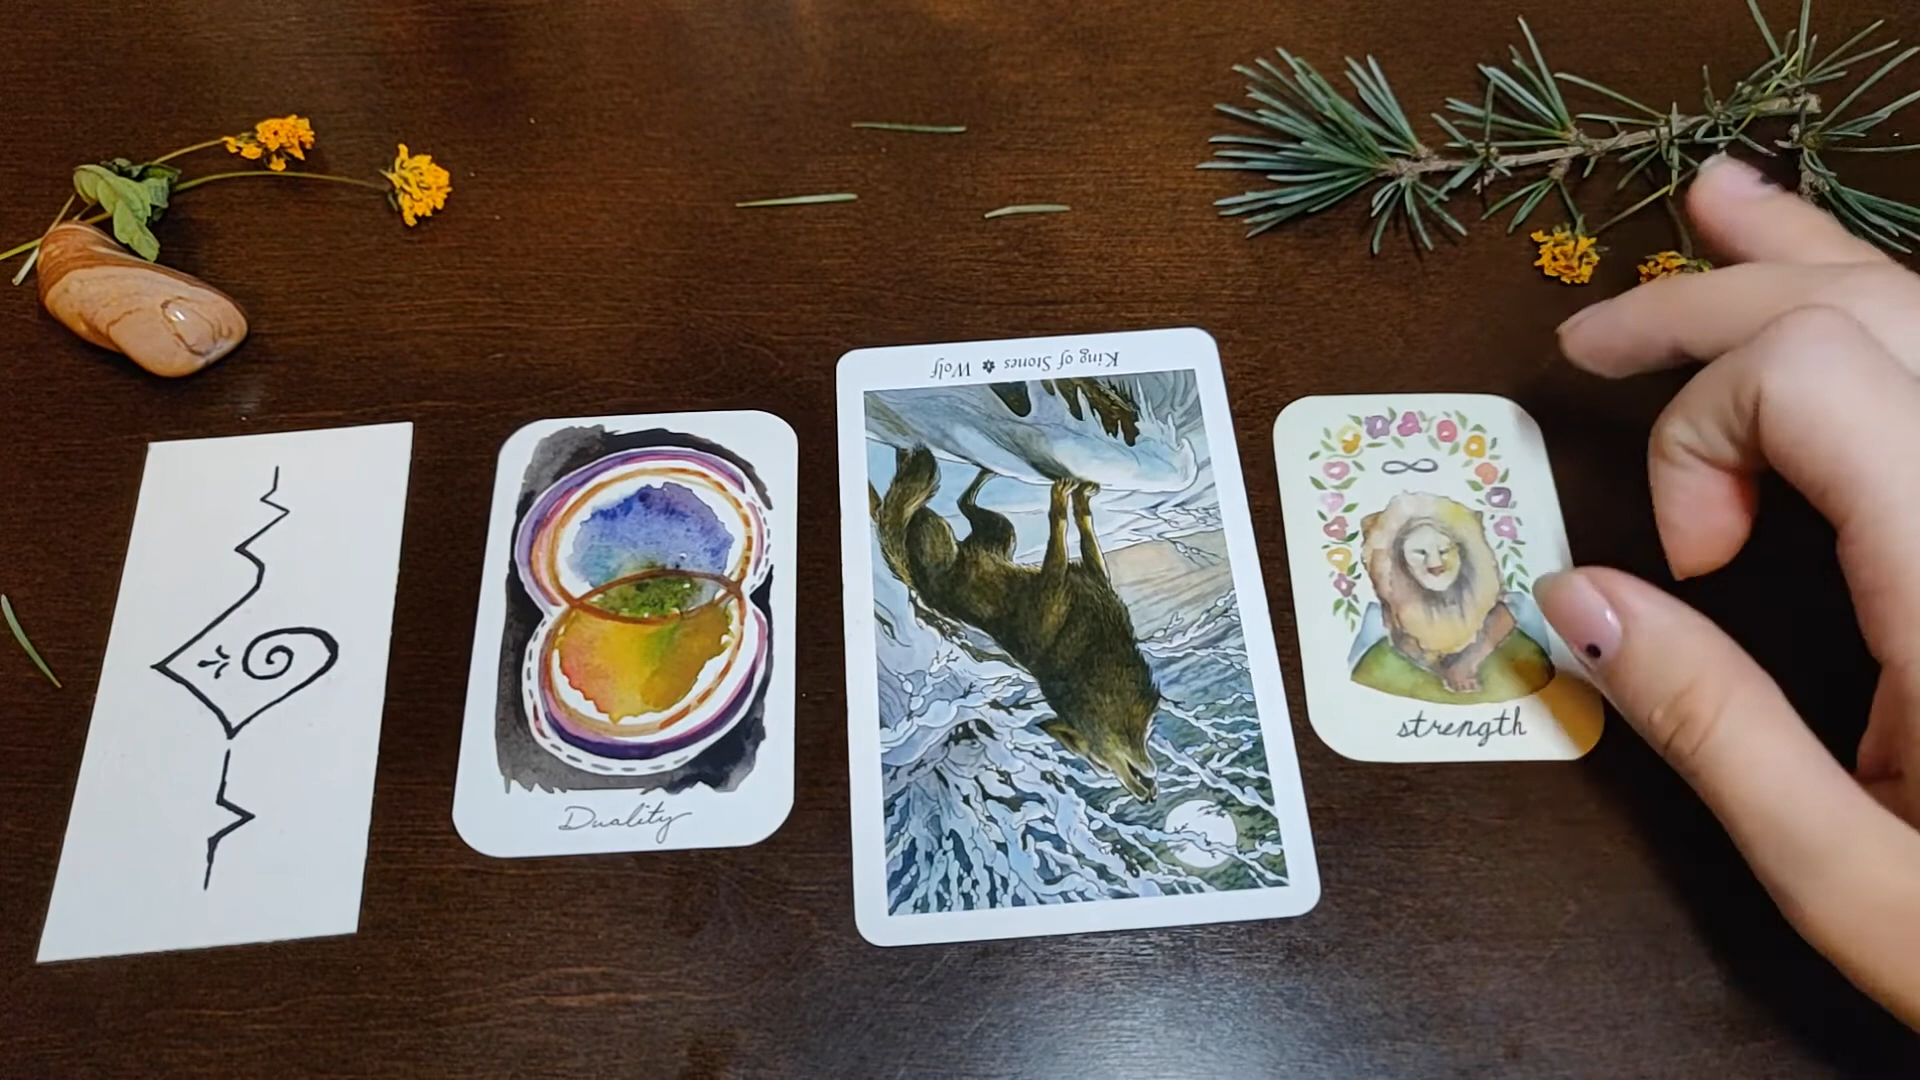 Duality
King of Stones ✽ Wolf
strength